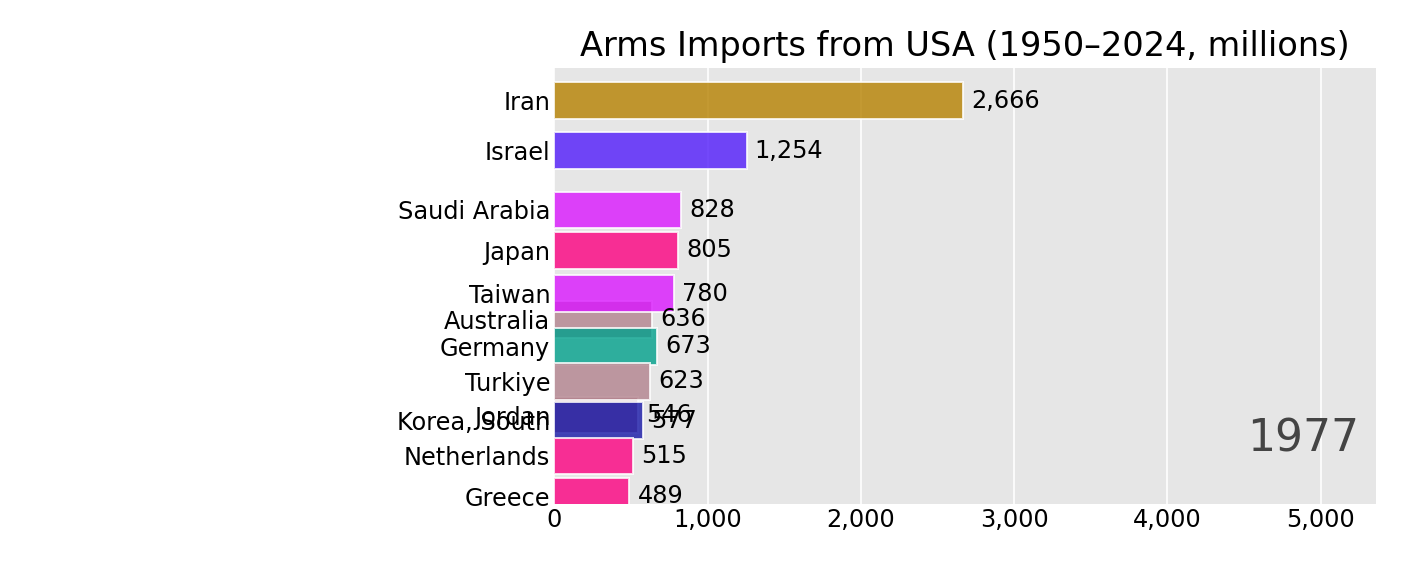 Arms Imports from USA (1950–2024, millions)
Iran 2,666
Israel 1,254
Saudi Arabia 828
Japan 805
Taiwan 780
Australia 636
Germany 673
Turkiye 623
Jordan 546
Korea, South 577
1977
Netherlands 515
Greece 489
0 1,000 2,000 3,000 4,000 5,000